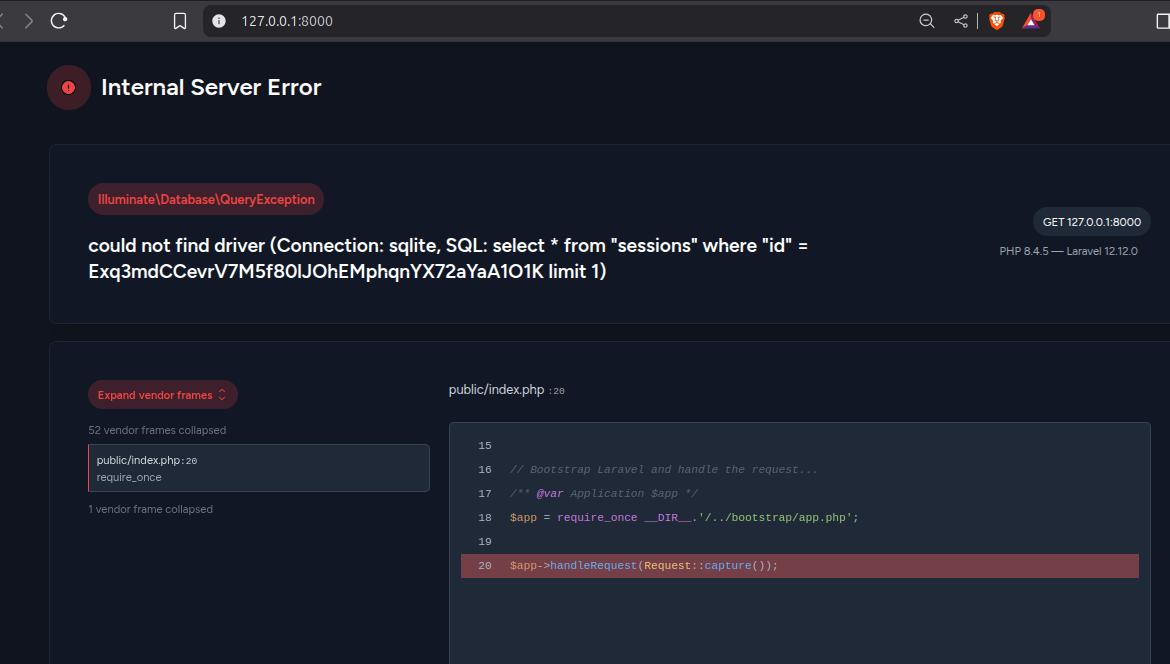 127.0.0.1:8000
1
Internal Server Error
Illuminate\Database\QueryException
could not find driver (Connection: sqlite, SQL: select * from "sessions" where "id" =
Exq3mdCCevrV7M5f80lJOhEMphqnYX72aYaA1O1K limit 1)
GET 127.0.0.1:8000
PHP 8.4.5 — Laravel 12.12.0
Expand vendor frames
52 vendor frames collapsed
public/index.php:20
require_once
1 vendor frame collapsed
public/index.php :20
15
16 // Bootstrap Laravel and handle the request...
17 /** @var Application $app */
18 $app = require_once __DIR__.'/../bootstrap/app.php';
19
20 $app->handleRequest(Request::capture());